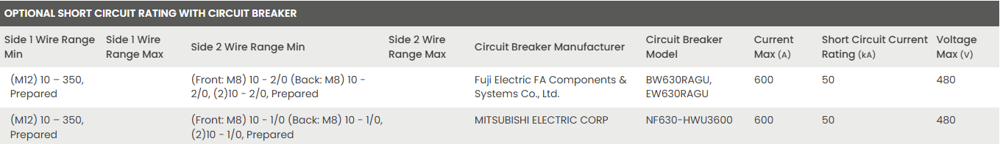 OPTIONAL SHORT CIRCUIT RATING WITH CIRCUIT BREAKER
Side 1 Wire Range Min
Side 1 Wire Range Max
Side 2 Wire Range Min
Side 2 Wire Range Max
Circuit Breaker Manufacturer
Circuit Breaker Model
Current Max (A)
Short Circuit Current Rating (kA)
Voltage Max (V)
(M12) 10 – 350, Prepared
(Front: M8) 10 - 2/0 (Back: M8) 10 - 2/0, (2)10 - 2/0, Prepared
Fuji Electric FA Components & Systems Co., Ltd.
BW630RAGU, EW630RAGU
600
50
480
(M12) 10 – 350, Prepared
(Front: M8) 10 - 1/0 (Back: M8) 10 - 1/0, (2)10 - 1/0, Prepared
MITSUBISHI ELECTRIC CORP
NF630-HWU3600
600
50
480